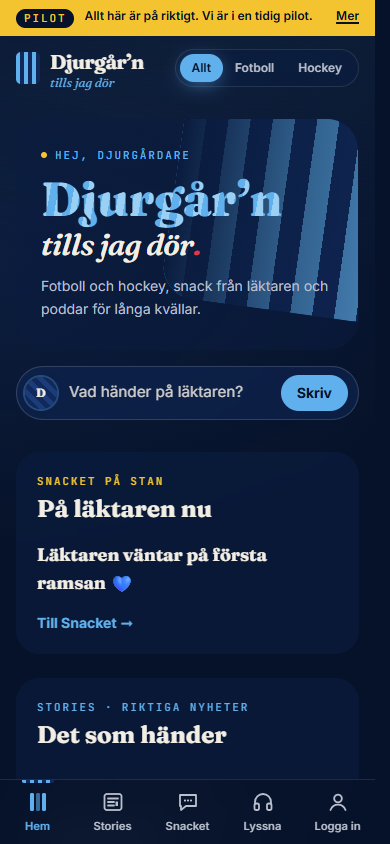 PILOT Allt här är på riktigt. Vi är i en tidig pilot. Mer
Djurgår’n
tills jag dör
Allt Fotboll Hockey
HEJ, DJURGÅRDARE
Djurgår’n
tills jag dör.
Fotboll och hockey, snack från läktaren och
poddar för långa kvällar.
D Vad händer på läktaren? Skriv
SNACKET PÅ STAN
På läktaren nu
Läktaren väntar på första
ramsan 💙
Till Snacket →
STORIES · RIKTIGA NYHETER
Det som händer
Hem Stories Snacket Lyssna Logga in